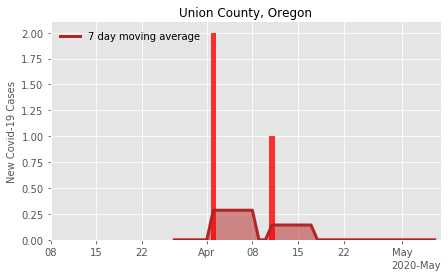 Union County, Oregon
7 day moving average
New Covid-19 Cases
2.00
1.75
1.50
1.25
1.00
0.75
0.50
0.25
0.00
08 15 22 Apr 08 15 22 May
2020-May